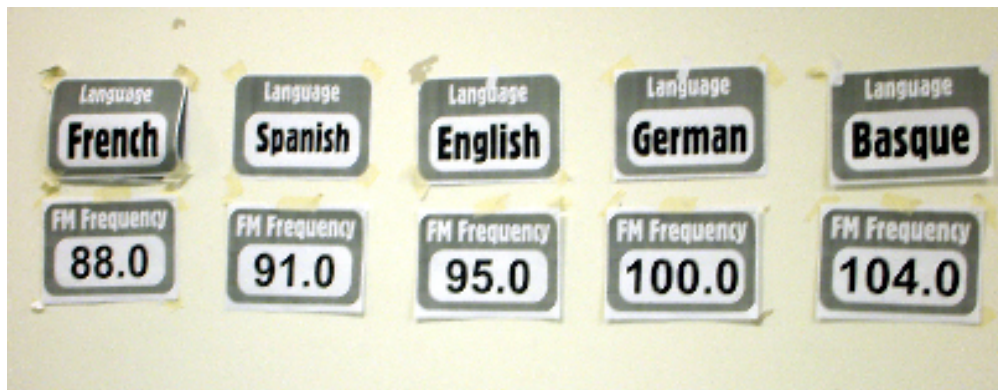 Language
French
Language
Spanish
Language
English
Language
German
Language
Basque
FM Frequency
88.0
FM Frequency
91.0
FM Frequency
95.0
FM Frequency
100.0
FM Frequency
104.0